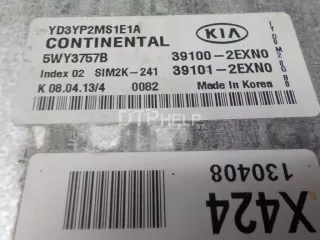 YD3YP2MS1E1A
KIA
CONTINENTAL
5WY3757B
39100-2EXN0
Index 02 SIM2K-241
39101-2EXN0
K 08.04.13/4 0082
Made in Korea
DTPHELP
X424
130408